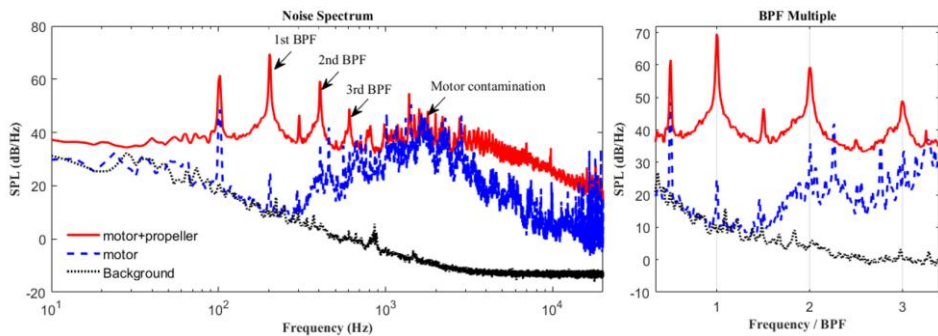 Noise Spectrum
80
60
40
20
0
-20
SPL (dB/Hz)
1st BPF
2nd BPF
3rd BPF
Motor contamination
motor+propeller
motor
Background
10^1
10^2
10^3
10^4
Frequency (Hz)
BPF Multiple
70
60
50
40
30
20
10
0
-10
SPL (dB/Hz)
1
2
3
Frequency / BPF